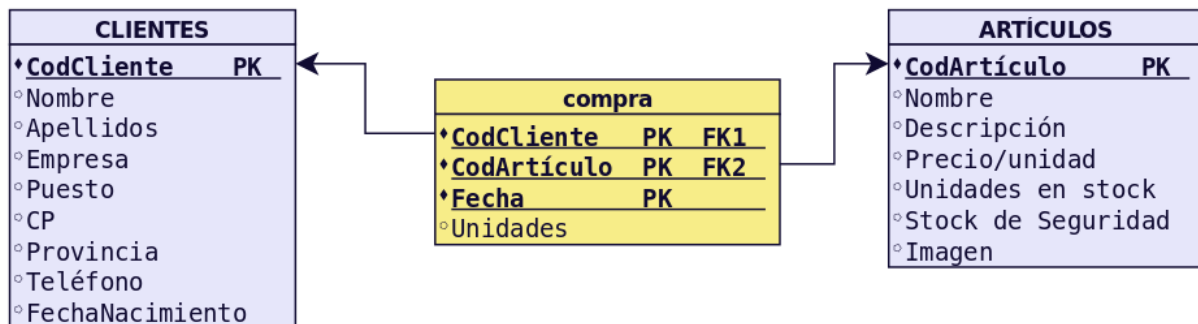 CLIENTES
CodCliente PK
Nombre
Apellidos
Empresa
Puesto
CP
Provincia
Teléfono
FechaNacimiento
compra
CodCliente PK FK1
CodArtículo PK FK2
Fecha PK
Unidades
ARTÍCULOS
CodArtículo PK
Nombre
Descripción
Precio/unidad
Unidades en stock
Stock de Seguridad
Imagen